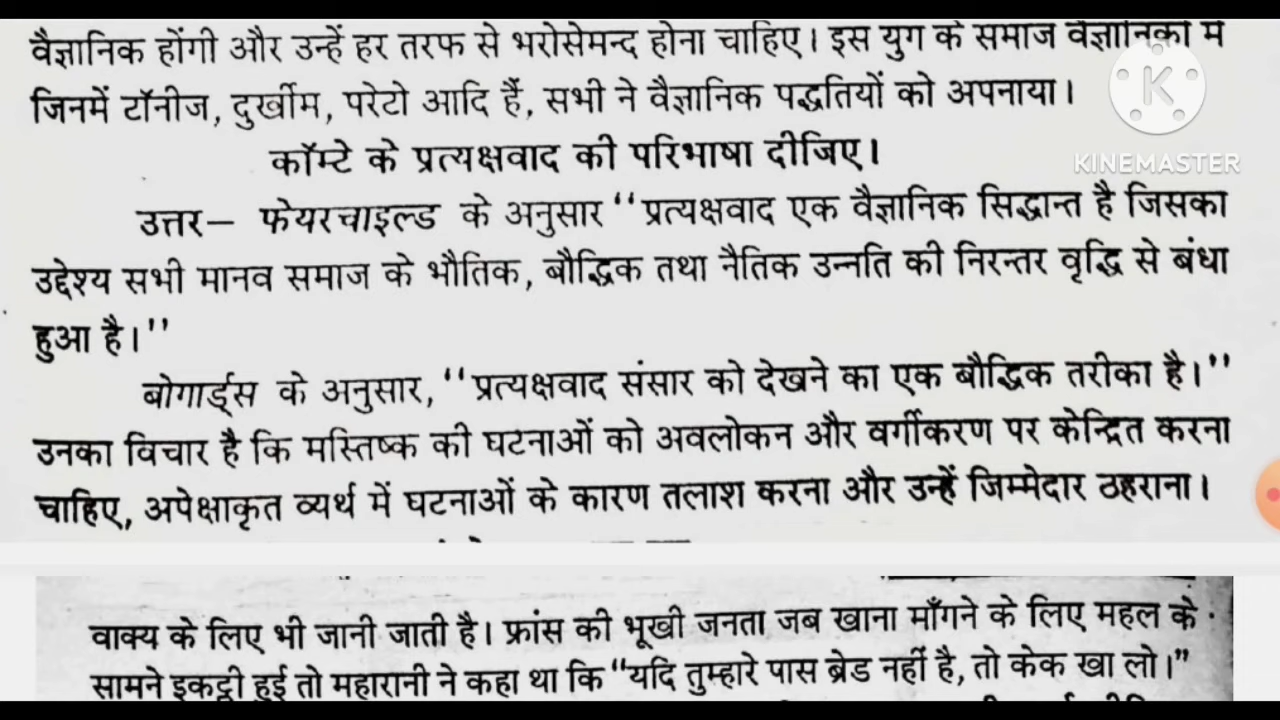 वैज्ञानिक होंगी और उन्हें हर तरफ से भरोसेमन्द होना चाहिए। इस युग के समाज वैज्ञानिकों में
जिनमें टॉनीज, दुर्खीम, परेटो आदि हैं, सभी ने वैज्ञानिक पद्धतियों को अपनाया।
KINEMASTER
कॉम्टे के प्रत्यक्षवाद की परिभाषा दीजिए।
उत्तर– फेयरचाइल्ड के अनुसार ‘‘प्रत्यक्षवाद एक वैज्ञानिक सिद्धान्त है जिसका
उद्देश्य सभी मानव समाज के भौतिक, बौद्धिक तथा नैतिक उन्नति की निरन्तर वृद्धि से बंधा
हुआ है।’’
बोगार्ड्स के अनुसार, ‘‘प्रत्यक्षवाद संसार को देखने का एक बौद्धिक तरीका है।’’
उनका विचार है कि मस्तिष्क की घटनाओं को अवलोकन और वर्गीकरण पर केन्द्रित करना
चाहिए, अपेक्षाकृत व्यर्थ में घटनाओं के कारण तलाश करना और उन्हें जिम्मेदार ठहराना।
वाक्य के लिए भी जानी जाती है। फ्रांस की भूखी जनता जब खाना माँगने के लिए महल के
सामने इकट्ठी हुई तो महारानी ने कहा था कि “यदि तुम्हारे पास ब्रेड नहीं है, तो केक खा लो।”